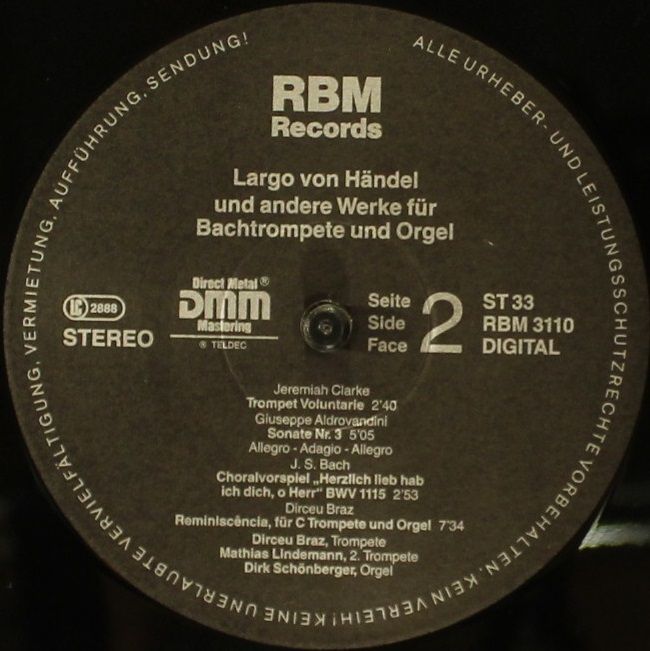 RBM
Records
Largo von Händel
und andere Werke für
Bachtrompete und Orgel
LC 2888
STEREO
Direct Metal ®
DMM
Mastering
® TELDEC
Seite
Side
Face
2
ST 33
RBM 3110
DIGITAL
Jeremiah Clarke
Trompet Voluntarie 2'40
Giuseppe Aldrovandini
Sonate Nr. 3 5'05
Allegro - Adagio - Allegro
J. S. Bach
Choralvorspiel „Herzlich lieb hab
ich dich, o Herr" BWV 1115 2'53
Dirceu Braz
Reminiscência, für C Trompete und Orgel 7'34
Dirceu Braz, Trompete
Mathias Lindemann, 2. Trompete
Dirk Schönberger, Orgel
ALLE URHEBER- UND LEISTUNGSSCHUTZRECHTE VORBEHALTEN. KEIN VERLEIH! KEINE UNERLAUBTE VERVIELFÄLTIGUNG, VERMIETUNG, AUFFÜHRUNG, SENDUNG!